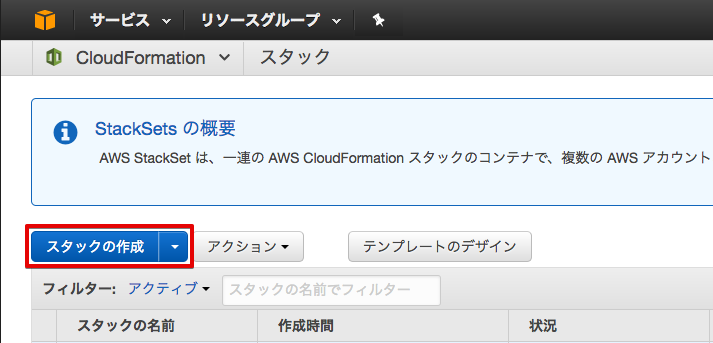 サービス リソースグループ
CloudFormation スタック
StackSets の概要
AWS StackSet は、一連の AWS CloudFormation スタックのコンテナで、複数の AWS アカウント
スタックの作成 アクション テンプレートのデザイン
フィルター: アクティブ スタックの名前でフィルター
スタックの名前 作成時間 状況